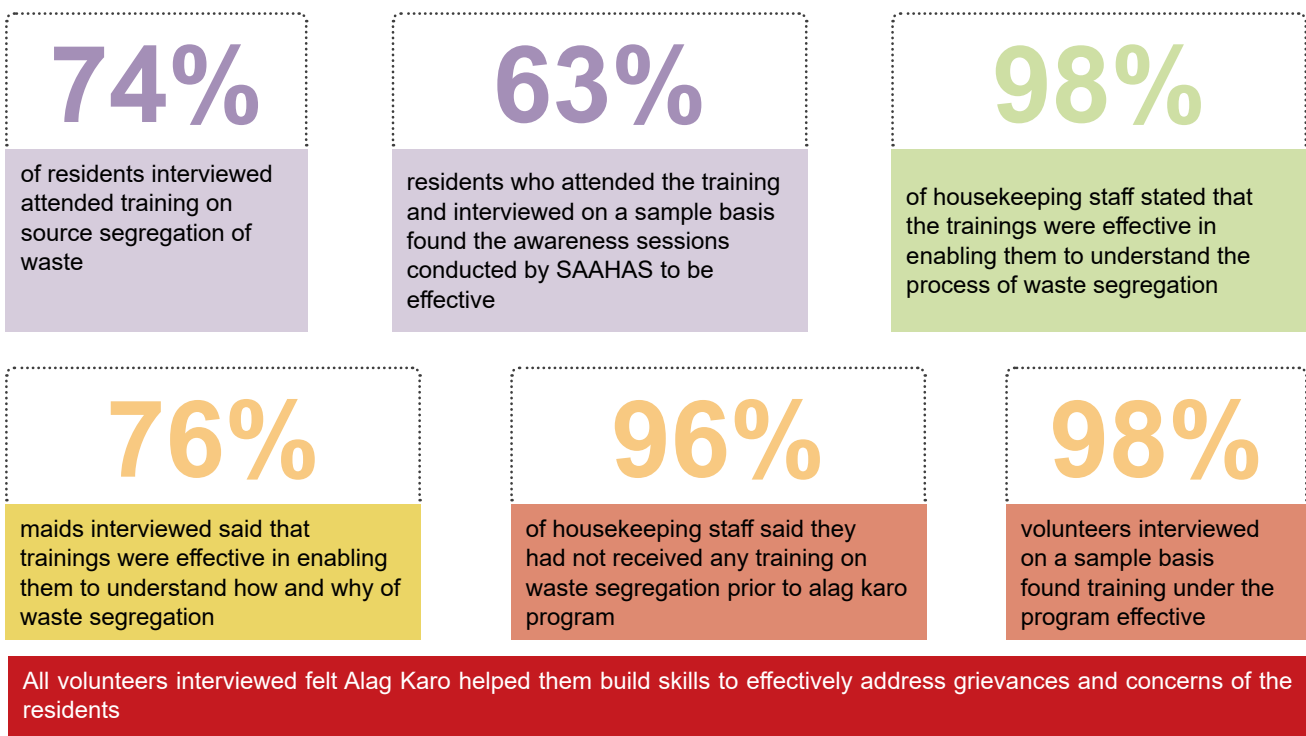 74%
of residents interviewed
attended training on
source segregation of
waste
63%
residents who attended the training
and interviewed on a sample basis
found the awareness sessions
conducted by SAAHAS to be
effective
98%
of housekeeping staff stated that
the trainings were effective in
enabling them to understand the
process of waste segregation
76%
maids interviewed said that
trainings were effective in enabling
them to understand how and why of
waste segregation
96%
of housekeeping staff said they
had not received any training on
waste segregation prior to alag karo
program
98%
volunteers interviewed
on a sample basis
found training under the
program effective
All volunteers interviewed felt Alag Karo helped them build skills to effectively address grievances and concerns of the
residents